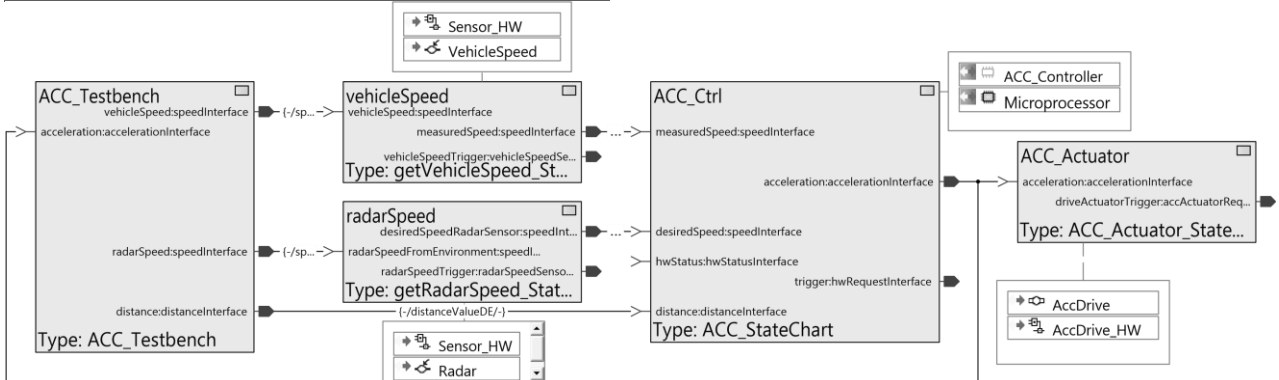 Sensor_HW
VehicleSpeed
ACC_Testbench
vehicleSpeed:speedInterface
acceleration:accelerationInterface
radarSpeed:speedInterface
distance:distanceInterface
Type: ACC_Testbench
{-/sp...
vehicleSpeed
vehicleSpeed:speedInterface
measuredSpeed:speedInterface
vehicleSpeedTrigger:vehicleSpeedSe...
Type: getVehicleSpeed_St...
...
{-/sp...
radarSpeed
desiredSpeedRadarSensor:speedInt...
radarSpeedFromEnvironment:speedI...
radarSpeedTrigger:radarSpeedSenso...
Type: getRadarSpeed_Stat...
...
{-/distanceValueDE/-}
Sensor_HW
Radar
ACC_Ctrl
measuredSpeed:speedInterface
acceleration:accelerationInterface
desiredSpeed:speedInterface
hwStatus:hwStatusInterface
trigger:hwRequestInterface
distance:distanceInterface
Type: ACC_StateChart
ACC_Controller
Microprocessor
ACC_Actuator
acceleration:accelerationInterface
driveActuatorTrigger:accActuatorReq...
Type: ACC_Actuator_State...
AccDrive
AccDrive_HW